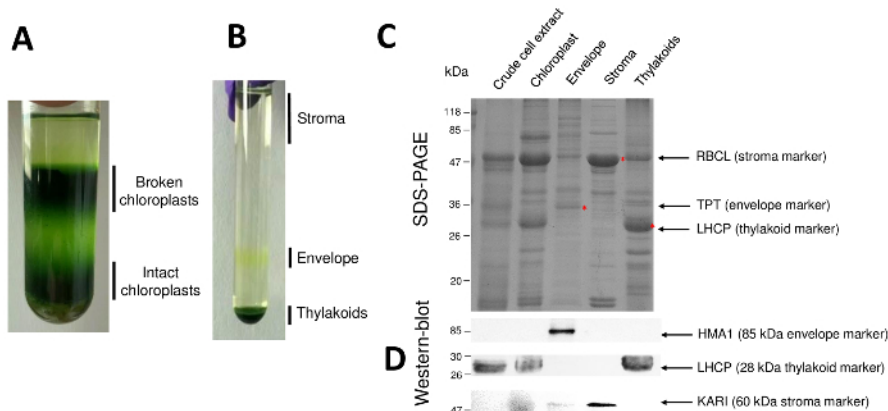 A
Broken
chloroplasts
Intact
chloroplasts
B
Stroma
Envelope
Thylakoids
C
Crude cell extract
Chloroplast
Envelope
Stroma
Thylakoids
kDa
SDS-PAGE
118
85
47
36
26
20
RBCL (stroma marker)
TPT (envelope marker)
LHCP (thylakoid marker)
D
Western-blot
85
HMA1 (85 kDa envelope marker)
30
26
LHCP (28 kDa thylakoid marker)
47
KARI (60 kDa stroma marker)